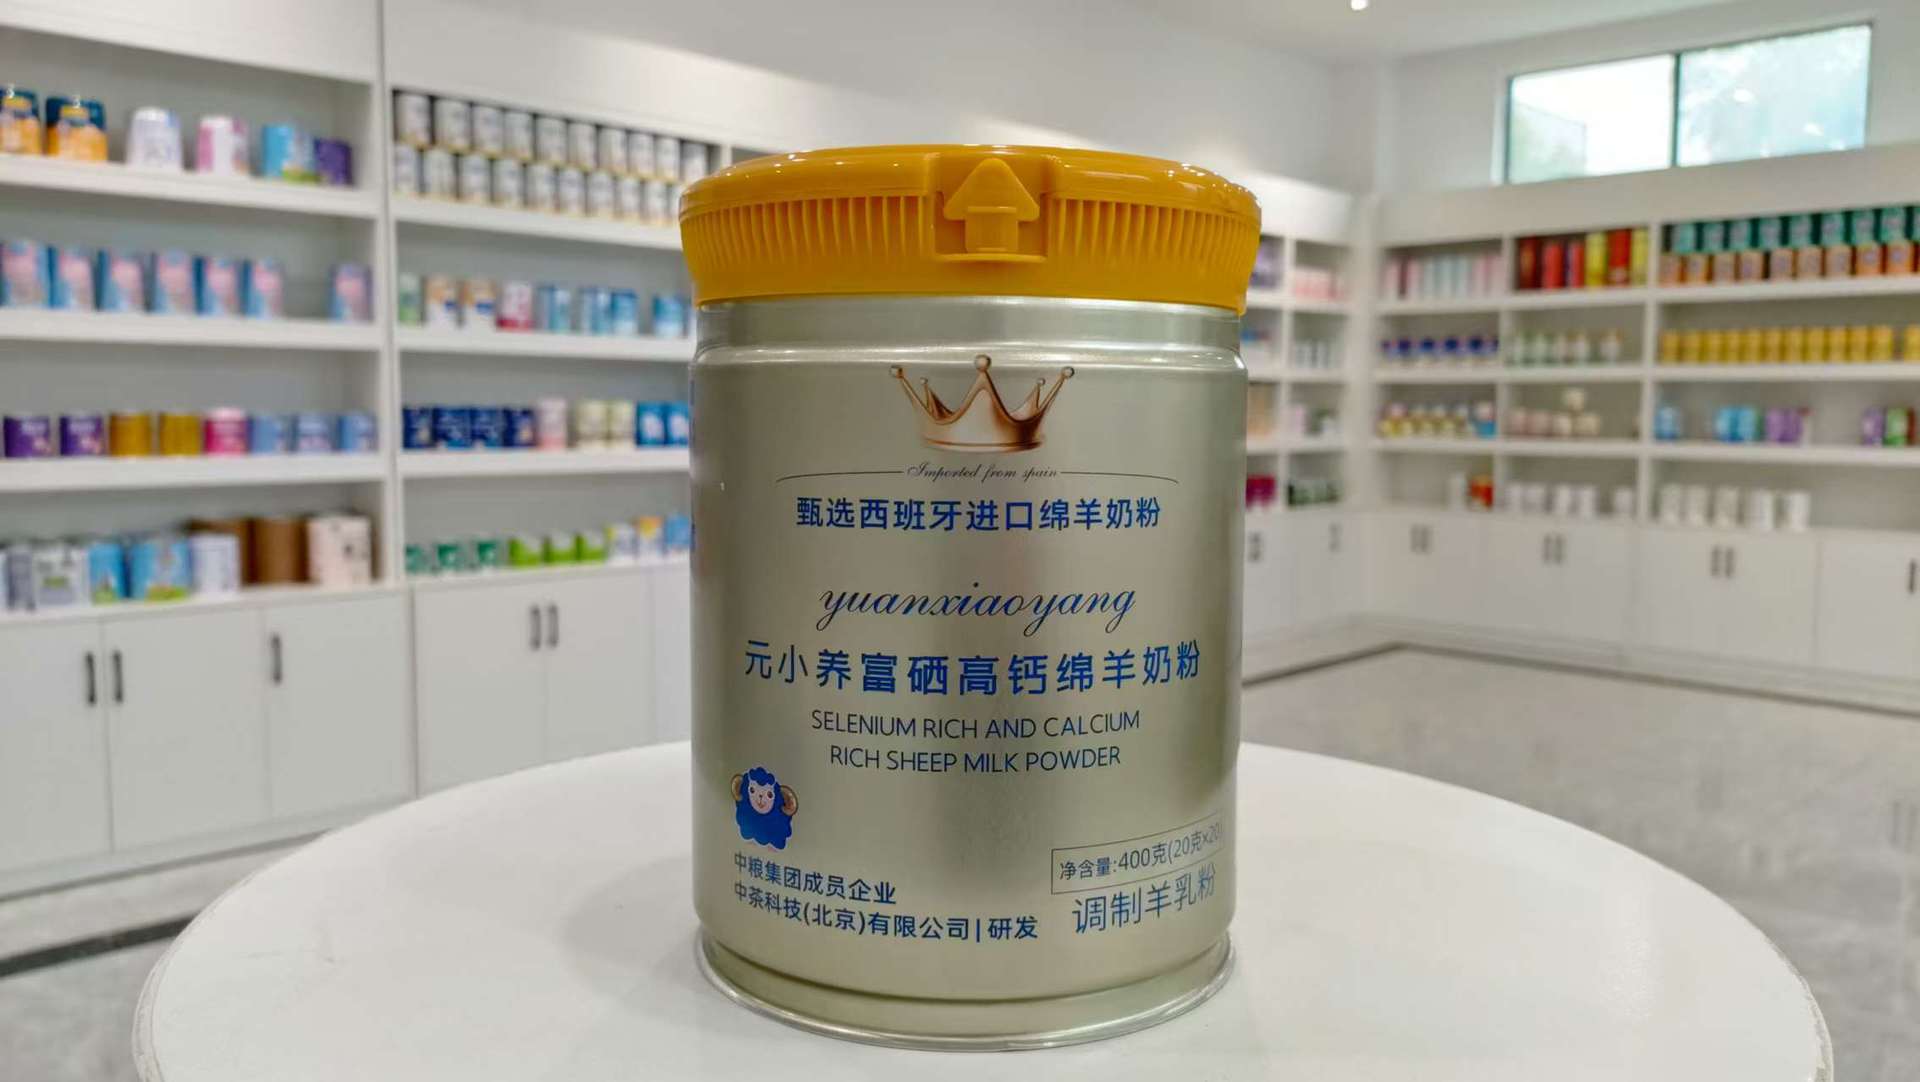 Imported from spain
甄选西班牙进口绵羊奶粉
yuanxiaoyang
元小养富硒高钙绵羊奶粉
SELENIUM RICH AND CALCIUM
RICH SHEEP MILK POWDER
中粮集团成员企业
中茶科技(北京)有限公司|研发
净含量:400克(20克×20
调制羊乳粉